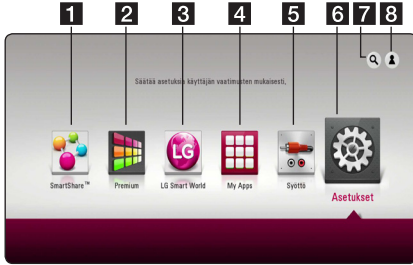 1 2 3 4 5 6 7 8
Säätää asetuksia käyttäjän vaatimusten mukaisesti.
LG
SmartShare™ Premium LG Smart World My Apps Syöttö
Asetukset